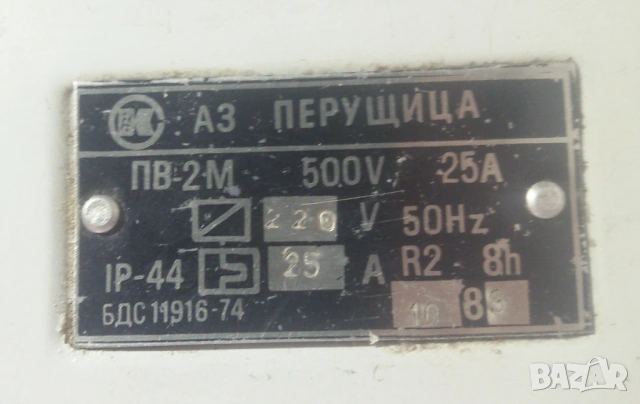 АЗ ПЕРУЩИЦА
ПВ-2М 500V 25A
220 V 50Hz
IP-44 25 A R2 8h
БДС 11916-74 10 8
BAZAR